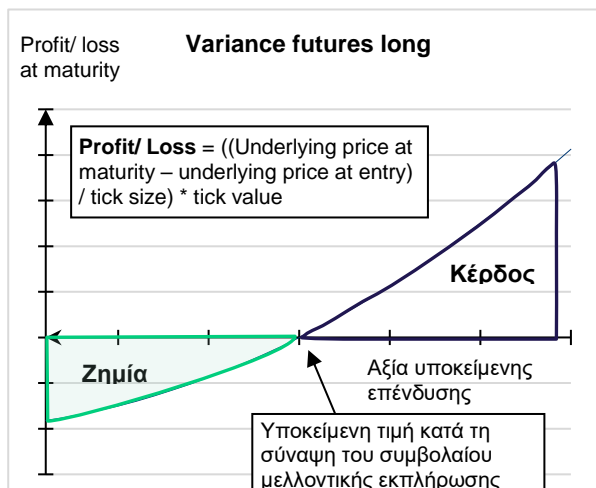 Profit/ loss
at maturity
Variance futures long
Profit/ Loss = ((Underlying price at
maturity – underlying price at entry)
/ tick size) * tick value
Κέρδος
Ζημία
Αξία υποκείμενης
επένδυσης
Υποκείμενη τιμή κατά τη
σύναψη του συμβολαίου
μελλοντικής εκπλήρωσης